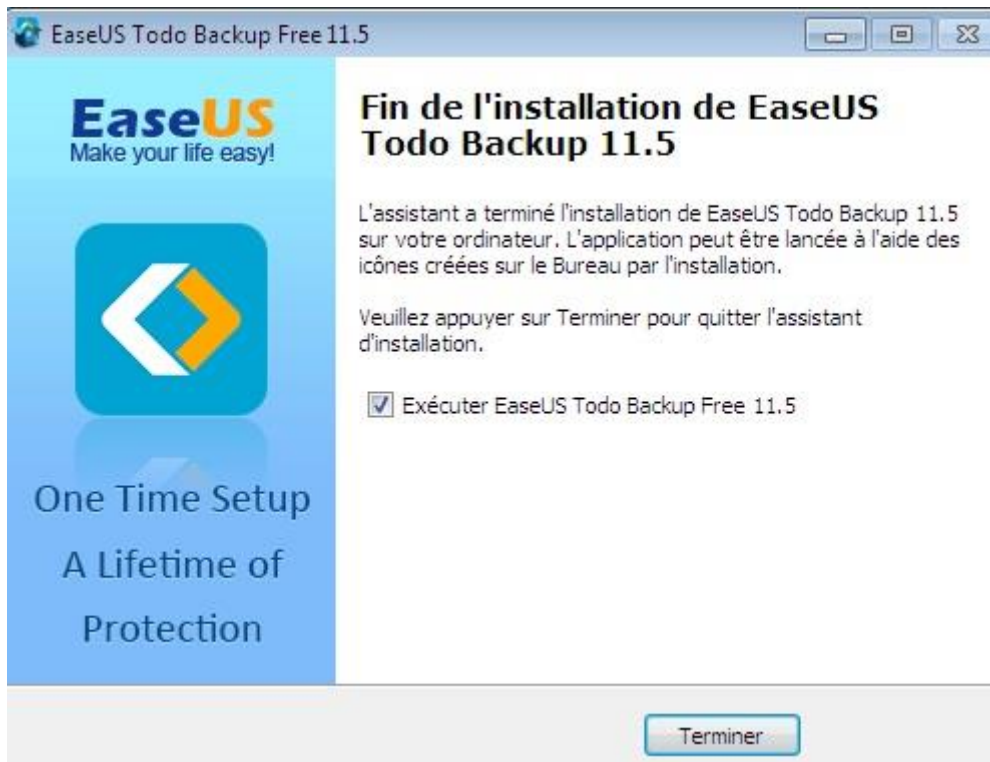 EaseUS Todo Backup Free 11.5
EaseUS
Make your life easy!
One Time Setup
A Lifetime of
Protection
Fin de l'installation de EaseUS
Todo Backup 11.5
L'assistant a terminé l'installation de EaseUS Todo Backup 11.5
sur votre ordinateur. L'application peut être lancée à l'aide des
icônes créées sur le Bureau par l'installation.
Veuillez appuyer sur Terminer pour quitter l'assistant
d'installation.
Exécuter EaseUS Todo Backup Free 11.5
Terminer